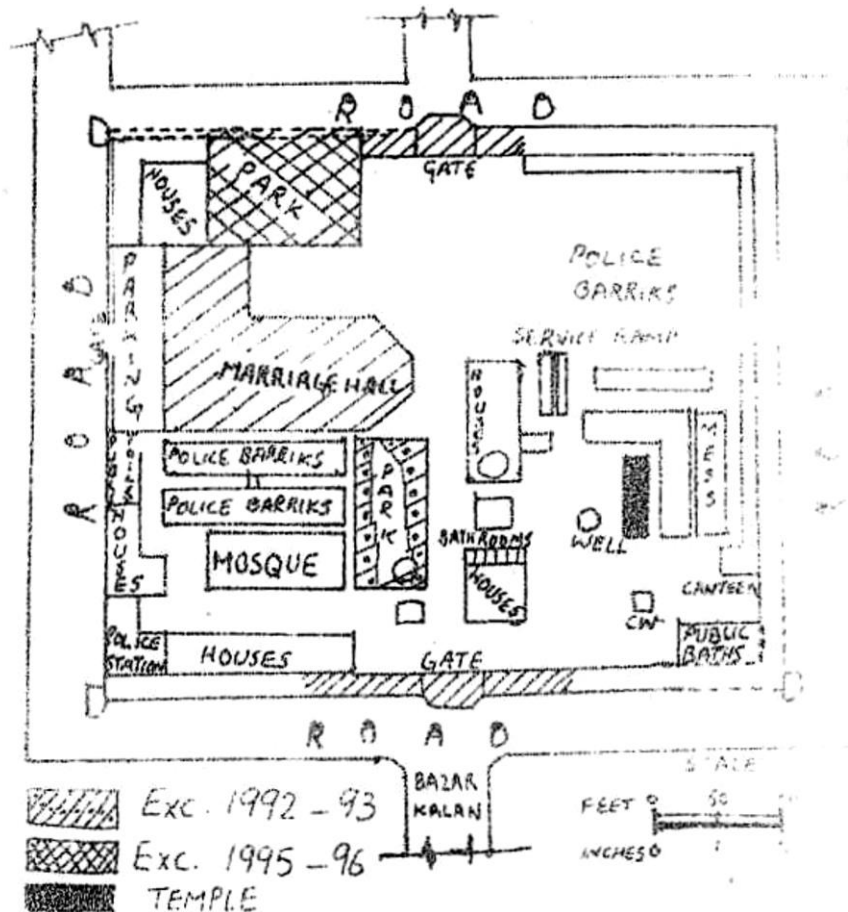 ROAD
GATE
HOUSES
PARK
POLICE
BARRIKS
SERVICE RAMP
PARKING
GATE
ROAD
MARRIALE HALL
HOUSES
MESS
POLICE BARRIKS
POLICE BARRIKS
PARK
MOSQUE
BATHROOMS
WELL
HOUSES
HOUSES
CANTEEN
CW
POLICE
STATION
HOUSES
GATE
PUBLIC
BATHS
ROAD
BAZAR
KALAN
SCALE
FEET 0 50
INCHES 0 1
Exc. 1992-93
Exc. 1995-96
TEMPLE